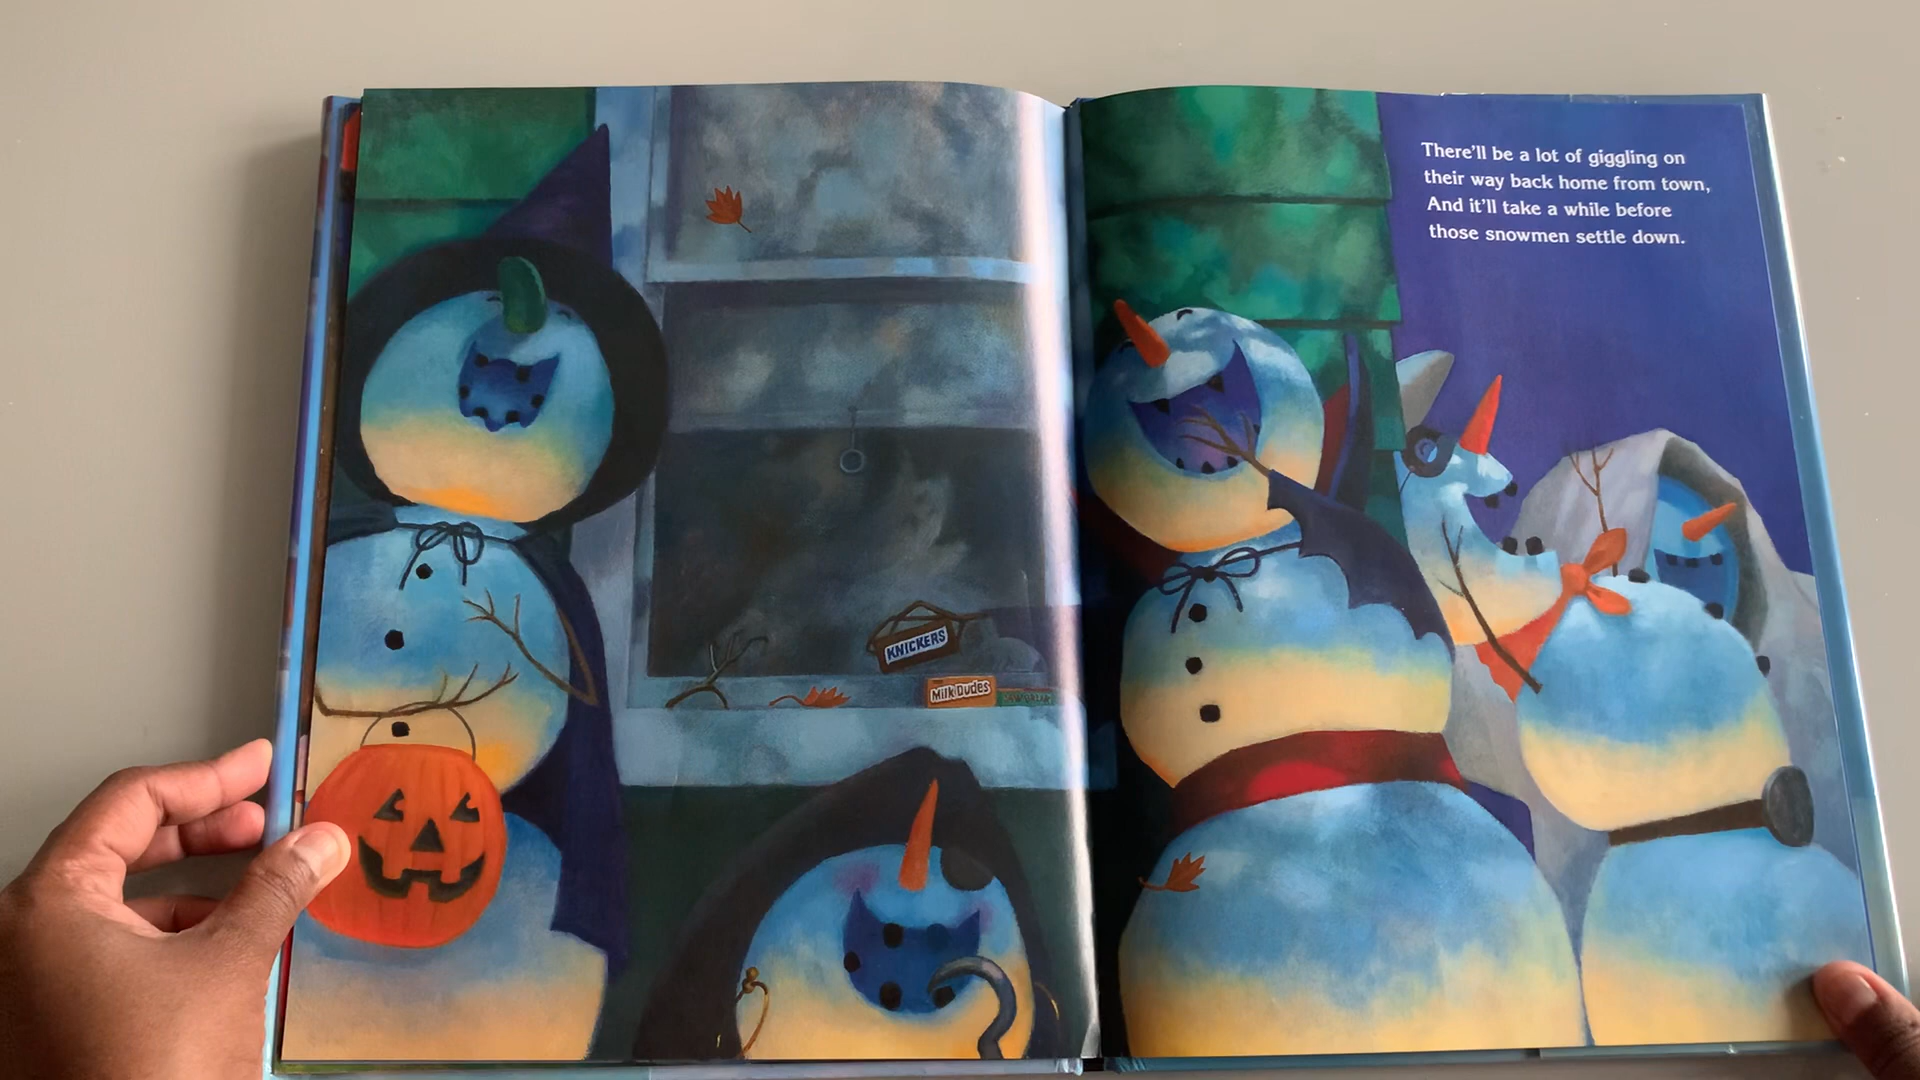 KNICKERS
Milk Dudes
There'll be a lot of giggling on
their way back home from town,
And it'll take a while before
those snowmen settle down.